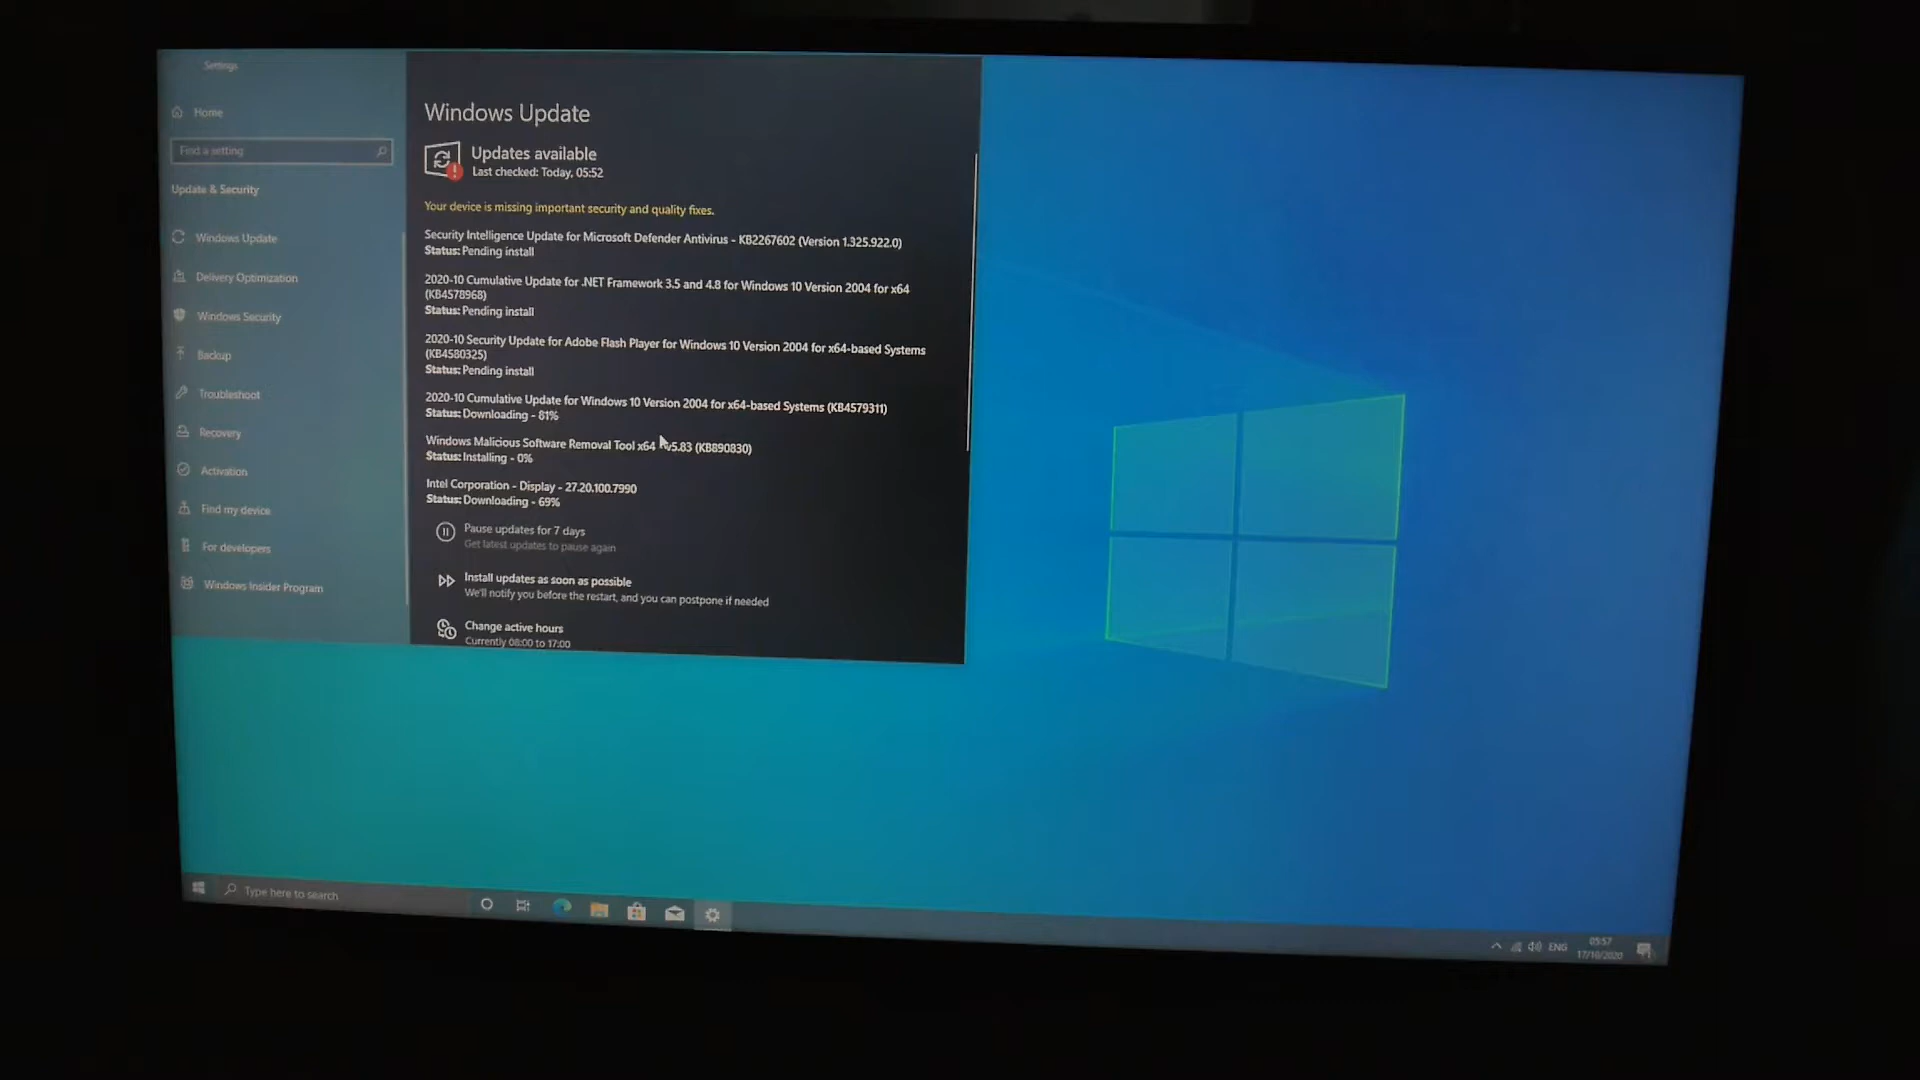 Settings
Home
Find a setting
Update & Security
Windows Update
Delivery Optimization
Windows Security
Backup
Troubleshoot
Recovery
Activation
Find my device
For developers
Windows Insider Program
Windows Update
Updates available
Last checked: Today, 05:52
Your device is missing important security and quality fixes.
Security Intelligence Update for Microsoft Defender Antivirus - KB2267602 (Version 1.325.922.0)
Status: Pending install
2020-10 Cumulative Update for .NET Framework 3.5 and 4.8 for Windows 10 Version 2004 for x64
(KB4578968)
Status: Pending install
2020-10 Security Update for Adobe Flash Player for Windows 10 Version 2004 for x64-based Systems
(KB4580325)
Status: Pending install
2020-10 Cumulative Update for Windows 10 Version 2004 for x64-based Systems (KB4579311)
Status: Downloading - 81%
Windows Malicious Software Removal Tool x64 v5.83 (KB890830)
Status: Installing - 0%
Intel Corporation - Display - 27.20.100.7990
Status: Downloading - 69%
Pause updates for 7 days
Get latest updates to pause again
Install updates as soon as possible
We'll notify you before the restart, and you can postpone if needed
Change active hours
Currently 08:00 to 17:00
Type here to search
ENG
05:57
17/10/2020